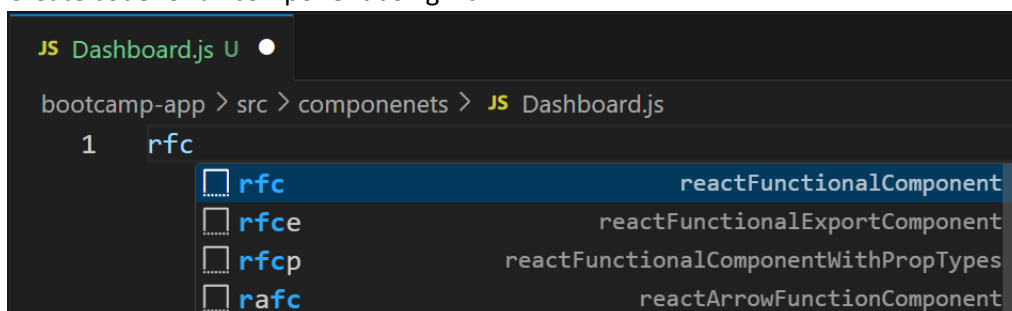 JS Dashboard.js U
bootcamp-app > src > componenets > JS Dashboard.js
1 rfc
rfc reactFunctionalComponent
rfce reactFunctionalExportComponent
rfcp reactFunctionalComponentWithPropTypes
rafc reactArrowFunctionComponent